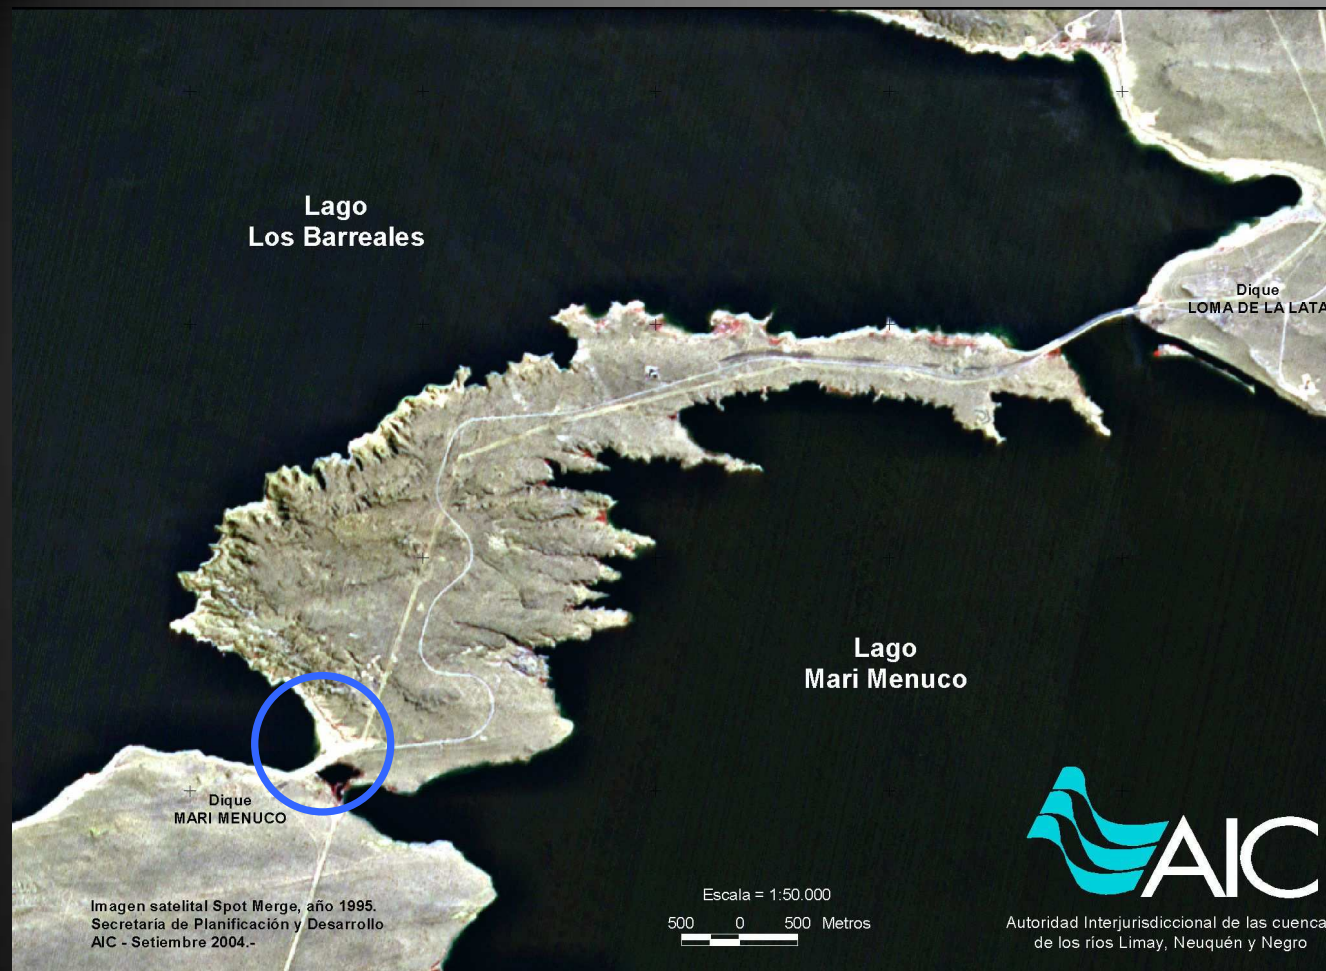 Lago
Los Barreales
Dique
LOMA DE LA LATA
Lago
Mari Menuco
Dique
MARI MENUCO
Imagen satelital Spot Merge, año 1995.
Secretaría de Planificación y Desarrollo
AIC - Setiembre 2004.-
Escala = 1:50.000
500 0 500 Metros
AIC
Autoridad Interjurisdiccional de las cuenca
de los ríos Limay, Neuquén y Negro